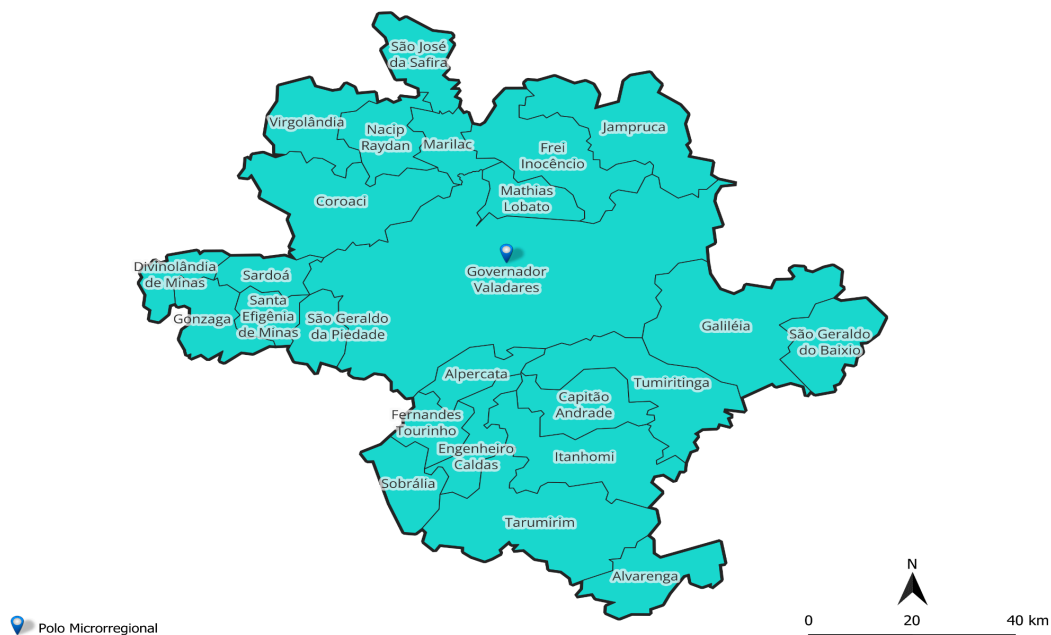 São José
da Safira
Virgolândia
Nacip
Raydan
Marilac
Frei
Inocêncio
Jampruca
Mathias
Lobato
Coroaci
Divinolândia
de Minas
Sardoá
Governador
Valadares
Gonzaga
Santa
Efigênia
de Minas
São Geraldo
da Piedade
Galiléia
São Geraldo
do Baixio
Alpercata
Tumiritinga
Capitão
Andrade
Fernandes
Tourinho
Engenheiro
Caldas
Itanhomi
Sobrália
Tarumirim
Alvarenga
N
0 20 40 km
Polo Microrregional